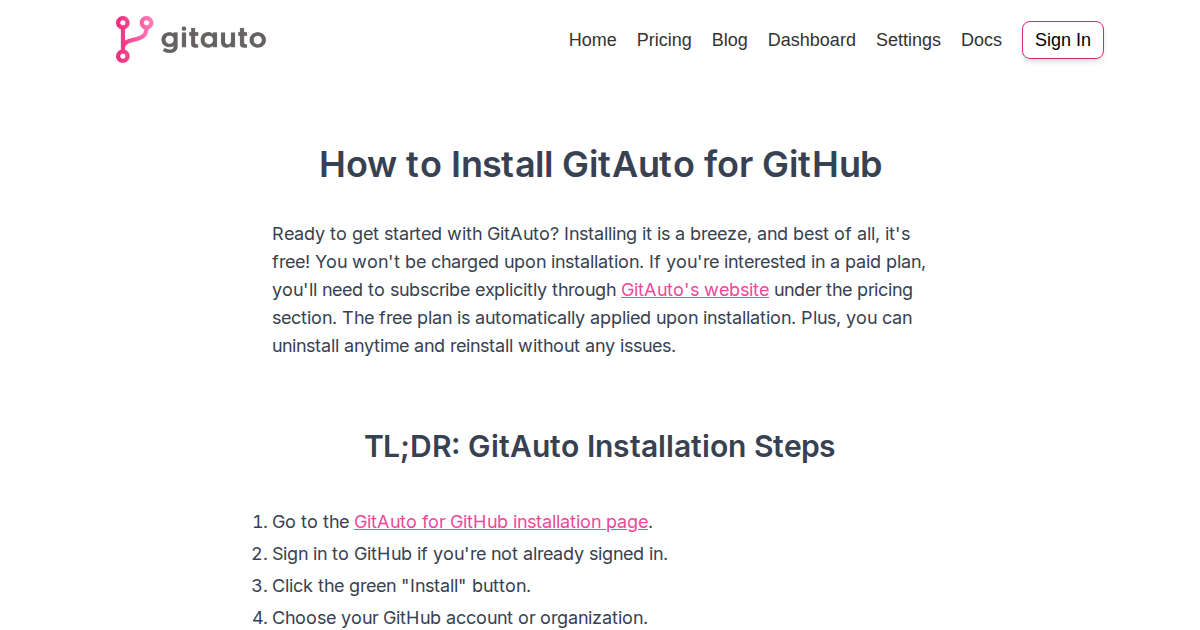 gitauto
Home Pricing Blog Dashboard Settings Docs Sign In
How to Install GitAuto for GitHub
Ready to get started with GitAuto? Installing it is a breeze, and best of all, it's
free! You won't be charged upon installation. If you're interested in a paid plan,
you'll need to subscribe explicitly through GitAuto's website under the pricing
section. The free plan is automatically applied upon installation. Plus, you can
uninstall anytime and reinstall without any issues.
TL;DR: GitAuto Installation Steps
1. Go to the GitAuto for GitHub installation page.
2. Sign in to GitHub if you're not already signed in.
3. Click the green "Install" button.
4. Choose your GitHub account or organization.